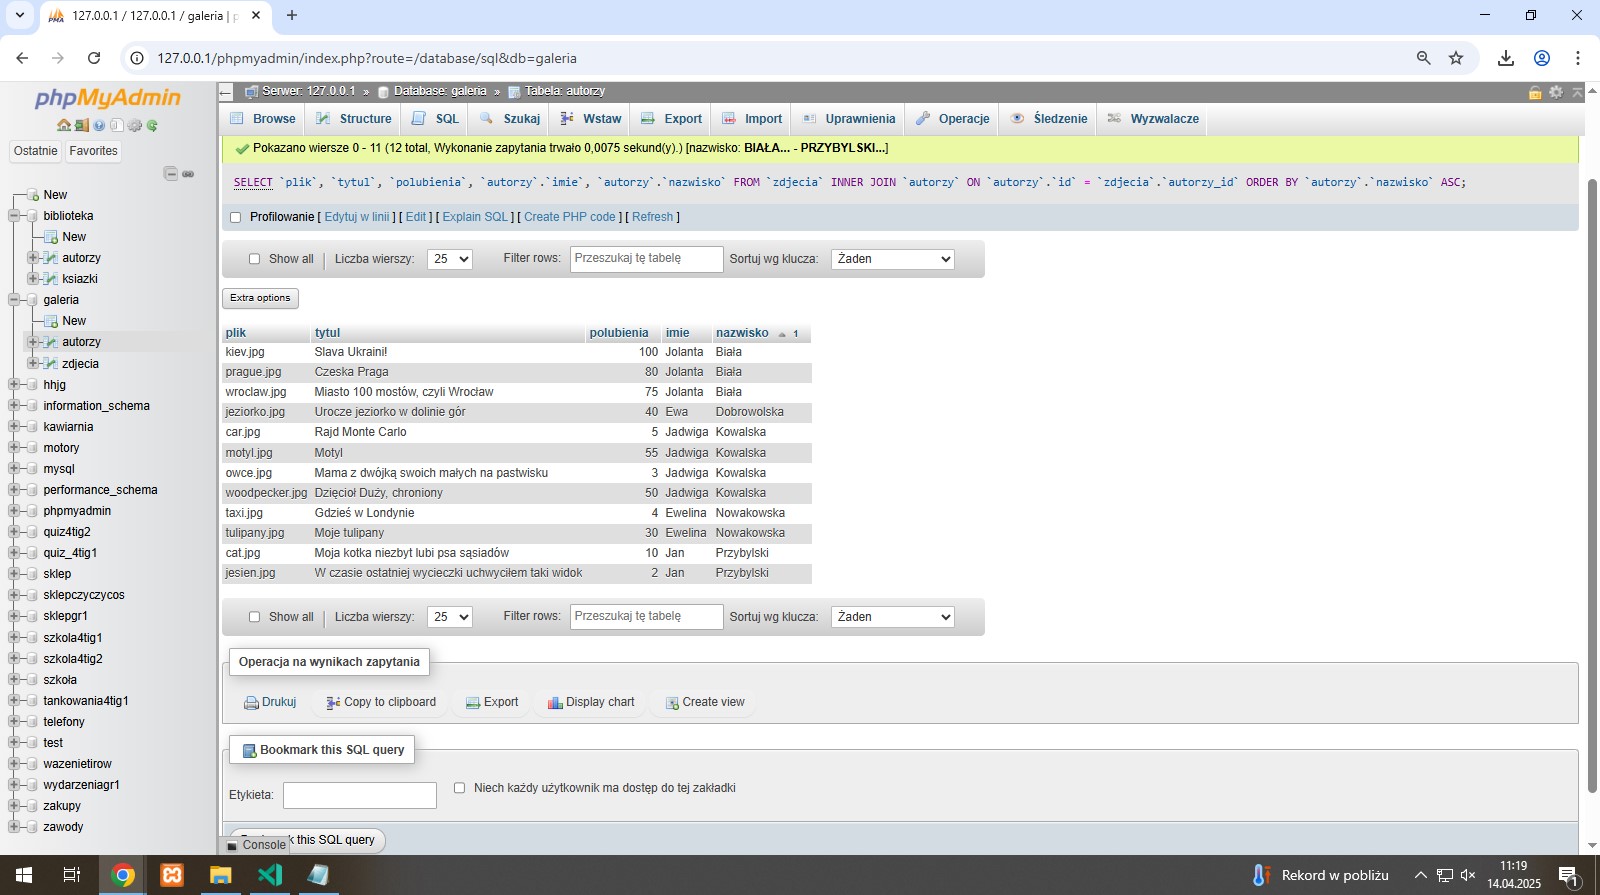 127.0.0.1 / 127.0.0.1 / galeria | p
127.0.0.1/phpmyadmin/index.php?route=/database/sql&db=galeria
phpMyAdmin
Ostatnie Favorites
New
biblioteka
New
autorzy
ksiazki
galeria
New
autorzy
zdjecia
hhjg
information_schema
kawiarnia
motory
mysql
performance_schema
phpmyadmin
quiz4tig2
quiz_4tig1
sklep
sklepczyczycos
sklepgr1
szkola4tig1
szkola4tig2
szkoła
tankowania4tig1
telefony
test
wazenietirow
wydarzeniagr1
zakupy
zawody
Serwer: 127.0.0.1 » Database: galeria » Tabela: autorzy
Browse Structure SQL Szukaj Wstaw Export Import Uprawnienia Operacje Śledzenie Wyzwalacze
Pokazano wiersze 0 - 11 (12 total, Wykonanie zapytania trwało 0,0075 sekund(y).) [nazwisko: BIAŁA... - PRZYBYLSKI...]
SELECT `plik`, `tytul`, `polubienia`, `autorzy`.`imie`, `autorzy`.`nazwisko` FROM `zdjecia` INNER JOIN `autorzy` ON `autorzy`.`id` = `zdjecia`.`autorzy_id` ORDER BY `autorzy`.`nazwisko` ASC;
Profilowanie [ Edytuj w linii ] [ Edit ] [ Explain SQL ] [ Create PHP code ] [ Refresh ]
Show all | Liczba wierszy: 25 Filter rows: Przeszukaj tę tabelę Sortuj wg klucza: Żaden
Extra options
plik tytul polubienia imie nazwisko 1
kiev.jpg Slava Ukraini! 100 Jolanta Biała
prague.jpg Czeska Praga 80 Jolanta Biała
wroclaw.jpg Miasto 100 mostów, czyli Wrocław 75 Jolanta Biała
jeziorko.jpg Urocze jeziorko w dolinie gór 40 Ewa Dobrowolska
car.jpg Rajd Monte Carlo 5 Jadwiga Kowalska
motyl.jpg Motyl 55 Jadwiga Kowalska
owce.jpg Mama z dwójką swoich małych na pastwisku 3 Jadwiga Kowalska
woodpecker.jpg Dzięcioł Duży, chroniony 50 Jadwiga Kowalska
taxi.jpg Gdzieś w Londynie 4 Ewelina Nowakowska
tulipany.jpg Moje tulipany 30 Ewelina Nowakowska
cat.jpg Moja kotka niezbyt lubi psa sąsiadów 10 Jan Przybylski
jesien.jpg W czasie ostatniej wycieczki uchwyciłem taki widok 2 Jan Przybylski
Show all | Liczba wierszy: 25 Filter rows: Przeszukaj tę tabelę Sortuj wg klucza: Żaden
Operacja na wynikach zapytania
Drukuj Copy to clipboard Export Display chart Create view
Bookmark this SQL query
Etykieta: Niech każdy użytkownik ma dostęp do tej zakładki
this SQL query
Console
Rekord w pobliżu
11:19
14.04.2025
1